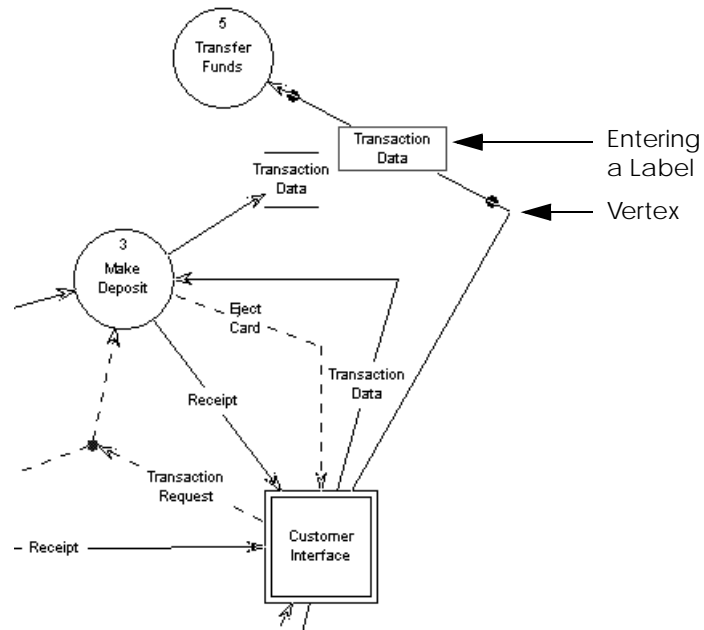 5
Transfer
Funds
Transaction
Data
Entering
a Label
Transaction
Data
Vertex
3
Make
Deposit
Eject
Card
Transaction
Data
Receipt
Transaction
Request
Customer
Interface
Receipt